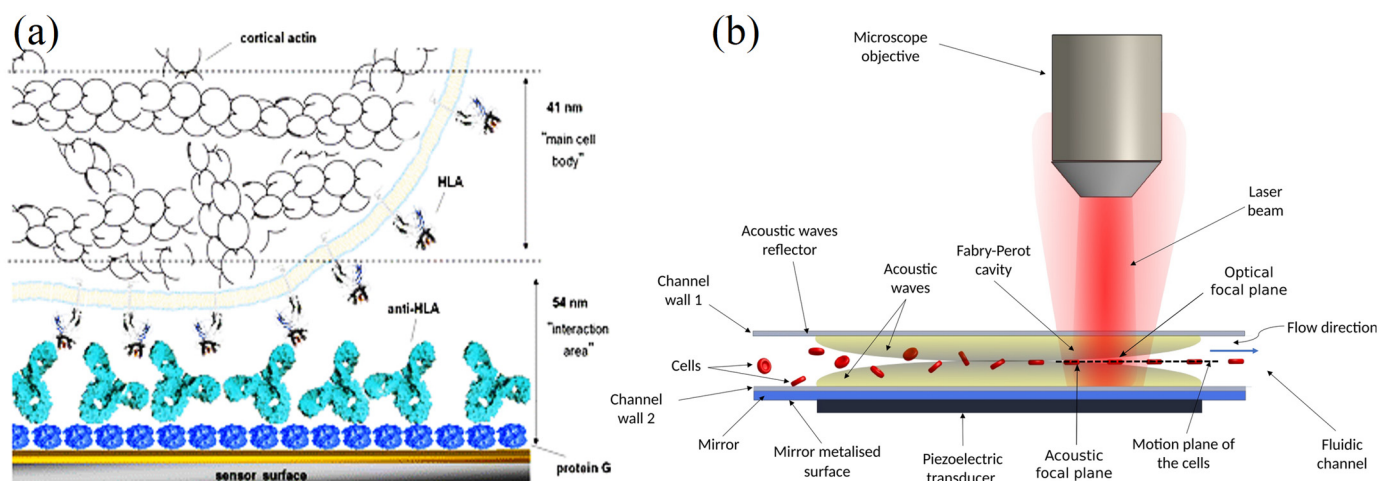 (a)
cortical actin
41 nm
"main cell
body"
HLA
54 nm
"interaction
area"
anti-HLA
protein G
sensor surface
(b)
Microscope
objective
Laser
beam
Acoustic waves
reflector
Fabry-Perot
cavity
Acoustic
waves
Optical
focal plane
Channel
wall 1
Flow direction
Cells
Channel
wall 2
Mirror
Mirror metalised
surface
Piezoelectric
transducer
Acoustic
focal plane
Motion plane of
the cells
Fluidic
channel